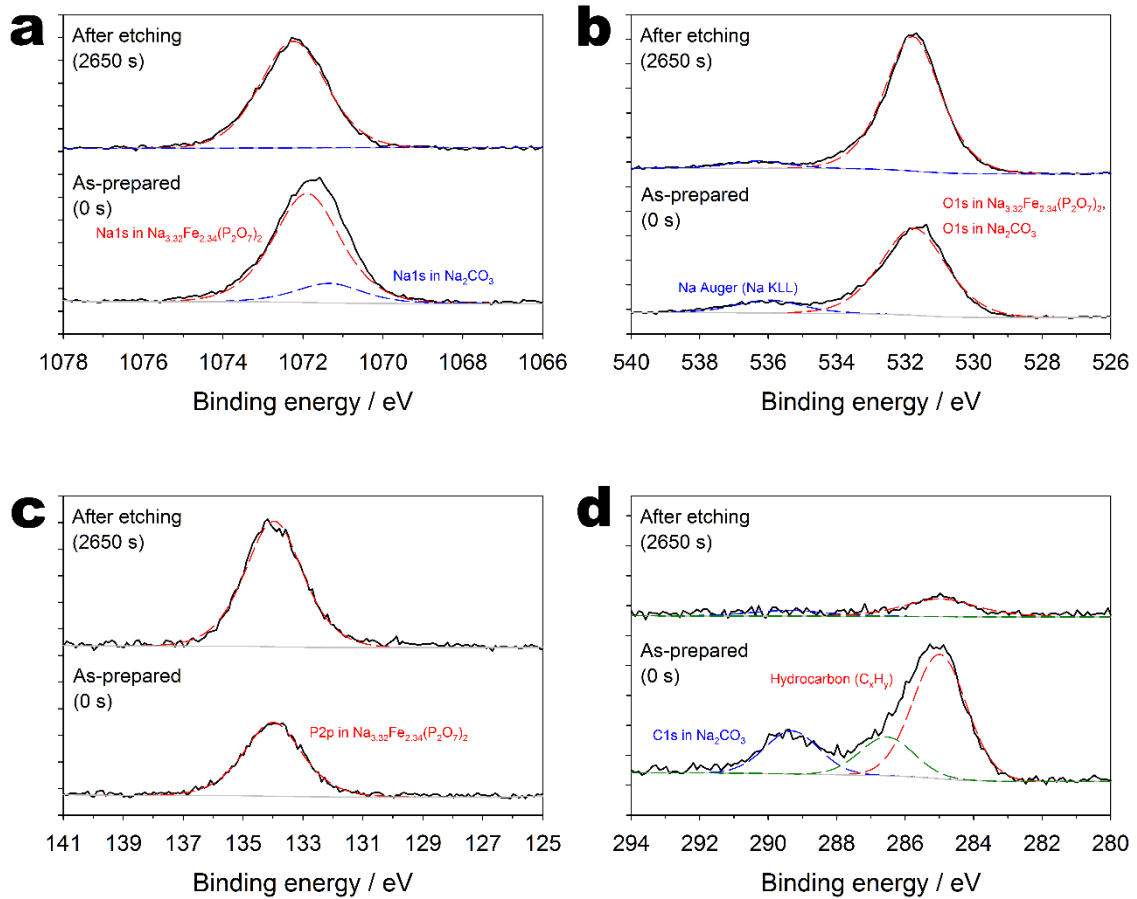 a
After etching
(2650 s)
As-prepared
(0 s)
Na1s in Na₃.₃₂Fe₂.₃₄(P₂O₇)₂
Na1s in Na₂CO₃
1078 1076 1074 1072 1070 1068 1066
Binding energy / eV
b
After etching
(2650 s)
As-prepared
(0 s)
O1s in Na₃.₃₂Fe₂.₃₄(P₂O₇)₂,
O1s in Na₂CO₃
Na Auger (Na KLL)
540 538 536 534 532 530 528 526
Binding energy / eV
c
After etching
(2650 s)
As-prepared
(0 s)
P2p in Na₃.₃₂Fe₂.₃₄(P₂O₇)₂
141 139 137 135 133 131 129 127 125
Binding energy / eV
d
After etching
(2650 s)
As-prepared
(0 s)
Hydrocarbon (CₓHᵧ)
C1s in Na₂CO₃
294 292 290 288 286 284 282 280
Binding energy / eV